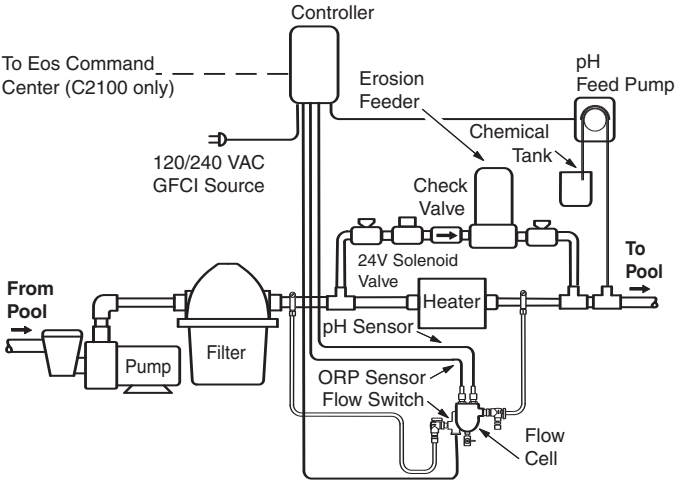 Controller
To Eos Command
Center (C2100 only)
Erosion
Feeder
pH
Feed Pump
Chemical
Tank
120/240 VAC
GFCI Source
Check
Valve
24V Solenoid
Valve
To
Pool
From
Pool
Heater
pH Sensor
Filter
Pump
ORP Sensor
Flow Switch
Flow
Cell